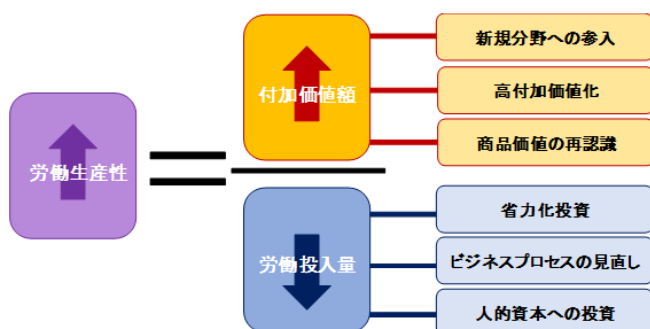 労働生産性
付加価値額
新規分野への参入
高付加価値化
商品価値の再認識
労働投入量
省力化投資
ビジネスプロセスの見直し
人的資本への投資